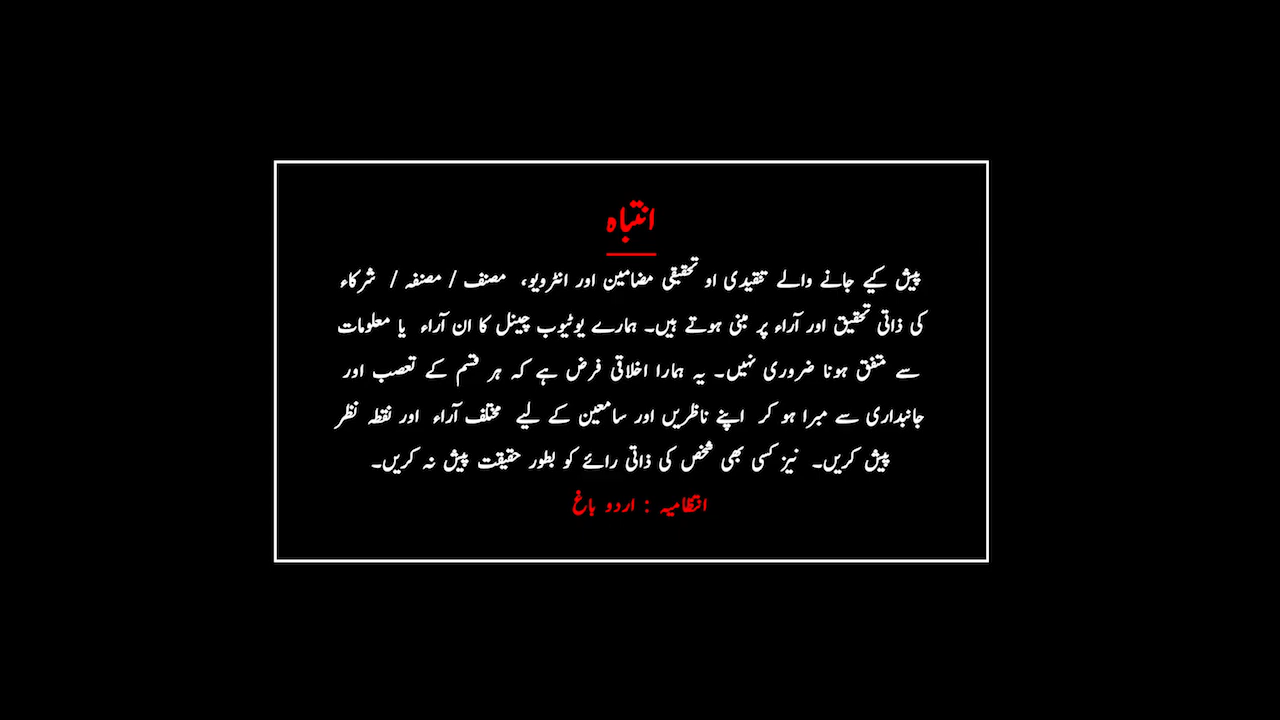 انتباہ
پیش کیے جانے والے تنقیدی او تحقیقی مضامین اور انٹرویو، مصنف / مصنفہ / شرکاء
کی ذاتی تحقیق اور آراء پر مبنی ہوتے ہیں۔ ہمارے یوٹیوب چینل کا ان آراء یا معلومات
سے متفق ہونا ضروری نہیں۔ یہ ہمارا اخلاقی فرض ہے کہ ہر قسم کے تعصب اور
جانبداری سے مبرا ہو کر اپنے ناظریں اور سامعین کے لیے مختلف آراء اور نقطہ نظر
پیش کریں۔ نیز کسی بھی شخص کی ذاتی رائے کو بطور حقیقت پیش نہ کریں۔
انتظامیہ : اردو باغ